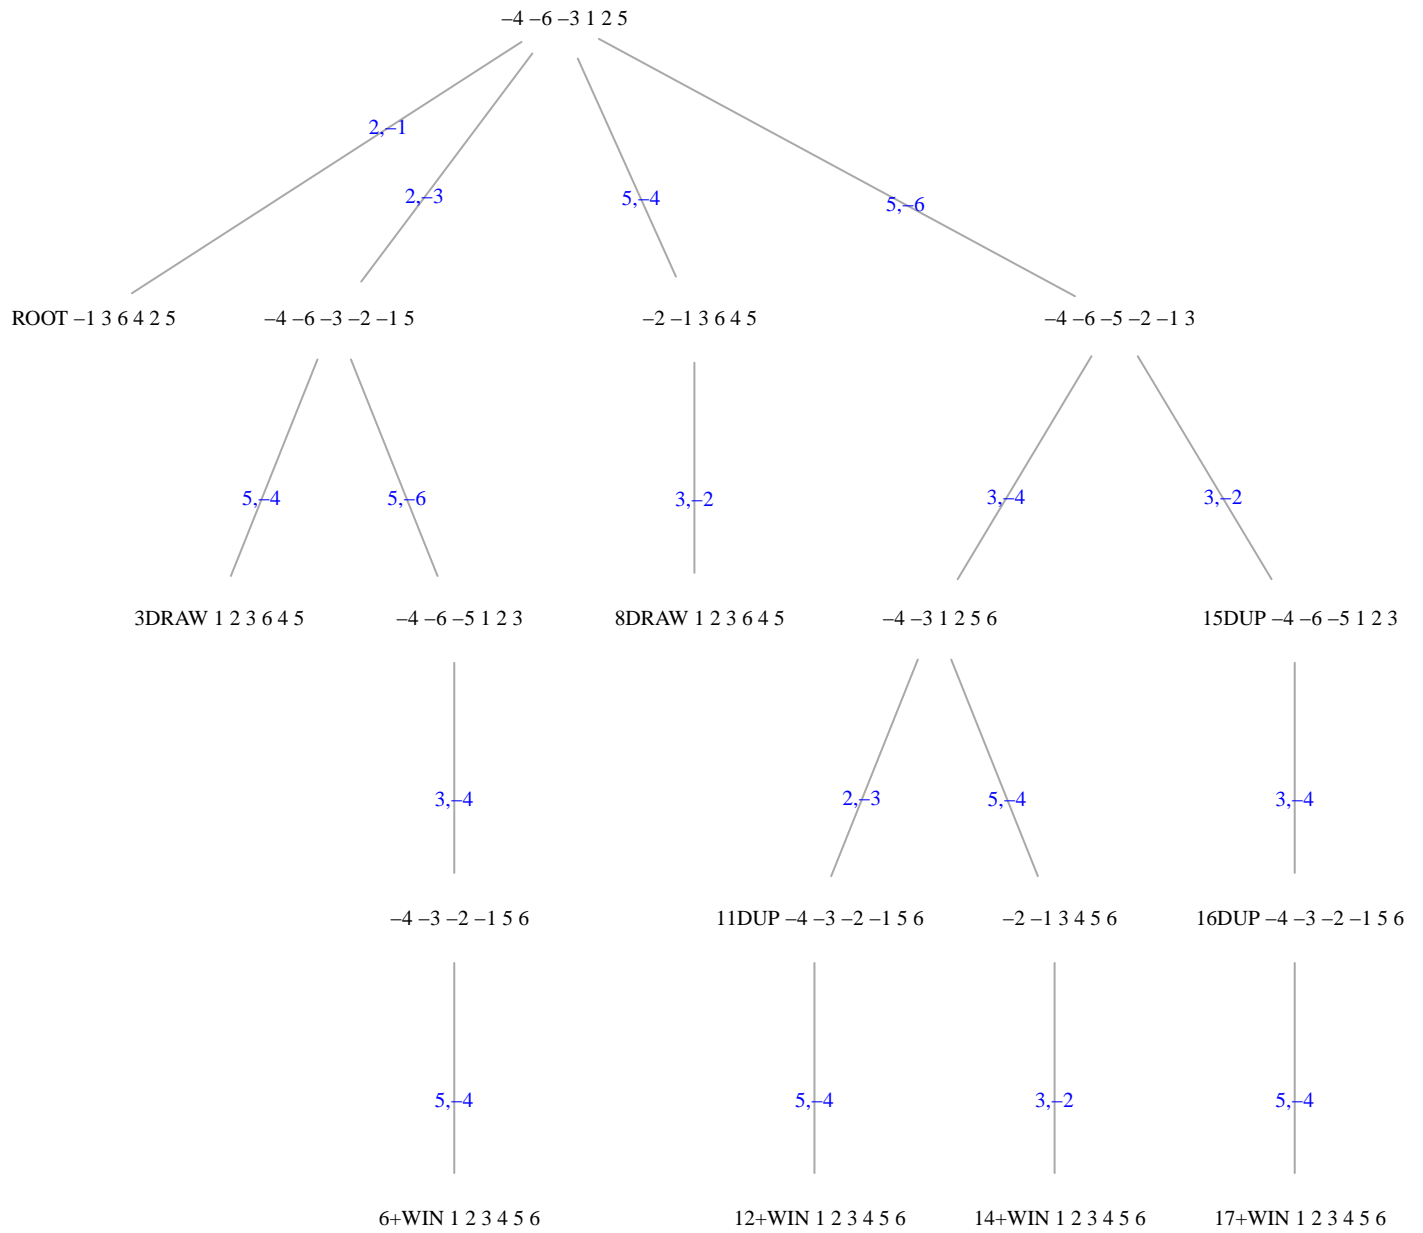 –4 –6 –3 1 2 5
2,–1
2,–3
5,–4
5,–6
ROOT –1 3 6 4 2 5
–4 –6 –3 –2 –1 5
–2 –1 3 6 4 5
–4 –6 –5 –2 –1 3
5,–4
5,–6
3,–2
3,–4
3,–2
3DRAW 1 2 3 6 4 5
–4 –6 –5 1 2 3
8DRAW 1 2 3 6 4 5
–4 –3 1 2 5 6
15DUP –4 –6 –5 1 2 3
3,–4
2,–3
5,–4
3,–4
–4 –3 –2 –1 5 6
11DUP –4 –3 –2 –1 5 6
–2 –1 3 4 5 6
16DUP –4 –3 –2 –1 5 6
5,–4
5,–4
3,–2
5,–4
6+WIN 1 2 3 4 5 6
12+WIN 1 2 3 4 5 6
14+WIN 1 2 3 4 5 6
17+WIN 1 2 3 4 5 6